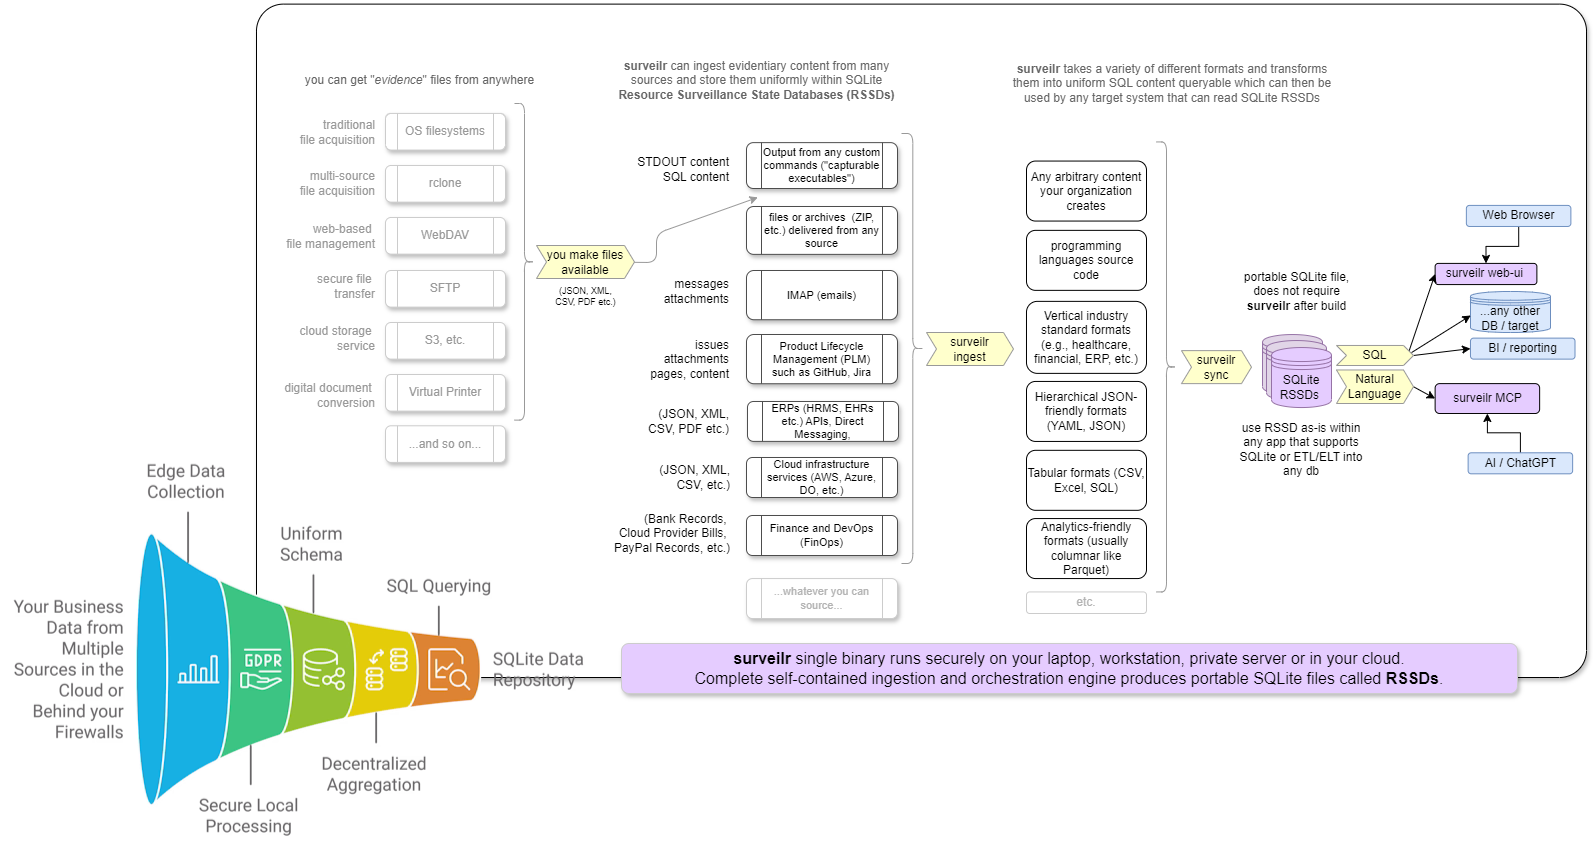 you can get "evidence" files from anywhere
traditional
file acquisition
OS filesystems
multi-source
file acquisition
rclone
web-based
file management
WebDAV
secure file
transfer
SFTP
cloud storage
service
S3, etc.
digital document
conversion
Virtual Printer
...and so on...
you make files
available
(JSON, XML,
CSV, PDF etc.)
surveilr can ingest evidentiary content from many
sources and store them uniformly within SQLite
Resource Surveillance State Databases (RSSDs)
STDOUT content
SQL content
Output from any custom
commands ("capturable
executables")
files or archives (ZIP,
etc.) delivered from any
source
messages
attachments
IMAP (emails)
issues
attachments
pages, content
Product Lifecycle
Management (PLM)
such as GitHub, Jira
(JSON, XML,
CSV, PDF etc.)
ERPs (HRMS, EHRs
etc.) APIs, Direct
Messaging,
(JSON, XML,
CSV, etc.)
Cloud infrastructure
services (AWS, Azure,
DO, etc.)
(Bank Records,
Cloud Provider Bills,
PayPal Records, etc.)
Finance and DevOps
(FinOps)
...whatever you can
source...
surveilr
ingest
surveilr takes a variety of different formats and transforms
them into uniform SQL content queryable which can then be
used by any target system that can read SQLite RSSDs
Any arbitrary content
your organization
creates
programming
languages source
code
Vertical industry
standard formats
(e.g., healthcare,
financial, ERP, etc.)
Hierarchical JSON-
friendly formats
(YAML, JSON)
Tabular formats (CSV,
Excel, SQL)
Analytics-friendly
formats (usually
columnar like
Parquet)
etc.
surveilr
sync
portable SQLite file,
does not require
surveilr after build
SQLite
RSSDs
use RSSD as-is within
any app that supports
SQLite or ETL/ELT into
any db
SQL
Natural
Language
Web Browser
surveilr web-ui
...any other
DB / target
BI / reporting
surveilr MCP
AI / ChatGPT
Edge Data
Collection
Uniform
Schema
SQL Querying
Your Business
Data from
Multiple
Sources in the
Cloud or
Behind your
Firewalls
GDPR
SQLite Data
Repository
Decentralized
Aggregation
Secure Local
Processing
surveilr single binary runs securely on your laptop, workstation, private server or in your cloud.
Complete self-contained ingestion and orchestration engine produces portable SQLite files called RSSDs.